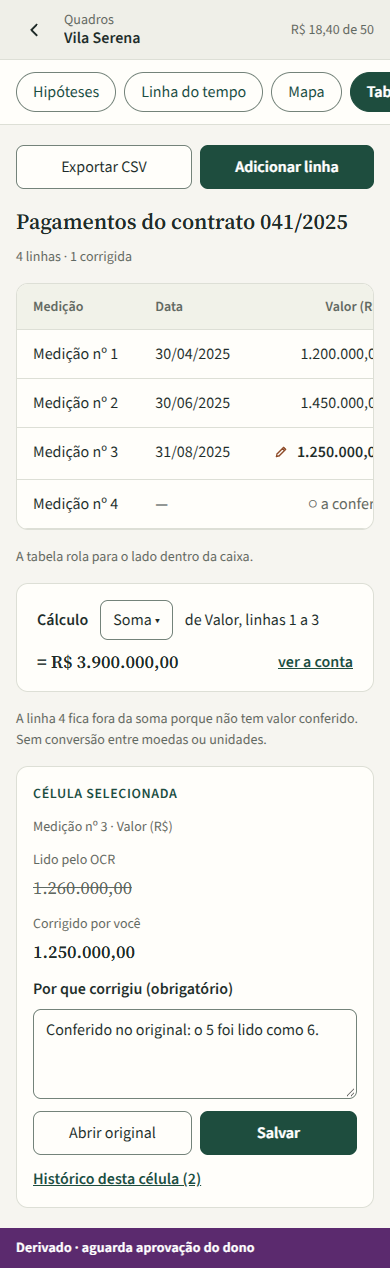 Quadros
Vila Serena
R$ 18,40 de 50
Hipóteses
Linha do tempo
Mapa
Tab
Exportar CSV
Adicionar linha
Pagamentos do contrato 041/2025
4 linhas · 1 corrigida
Medição Data Valor (R
Medição nº 1 30/04/2025 1.200.000,0
Medição nº 2 30/06/2025 1.450.000,0
Medição nº 3 31/08/2025 1.250.000,0
Medição nº 4 — a confer
A tabela rola para o lado dentro da caixa.
Cálculo Soma de Valor, linhas 1 a 3
= R$ 3.900.000,00 ver a conta
A linha 4 fica fora da soma porque não tem valor conferido.
Sem conversão entre moedas ou unidades.
CÉLULA SELECIONADA
Medição nº 3 · Valor (R$)
Lido pelo OCR
1.260.000,00
Corrigido por você
1.250.000,00
Por que corrigiu (obrigatório)
Conferido no original: o 5 foi lido como 6.
Abrir original
Salvar
Histórico desta célula (2)
Derivado · aguarda aprovação do dono